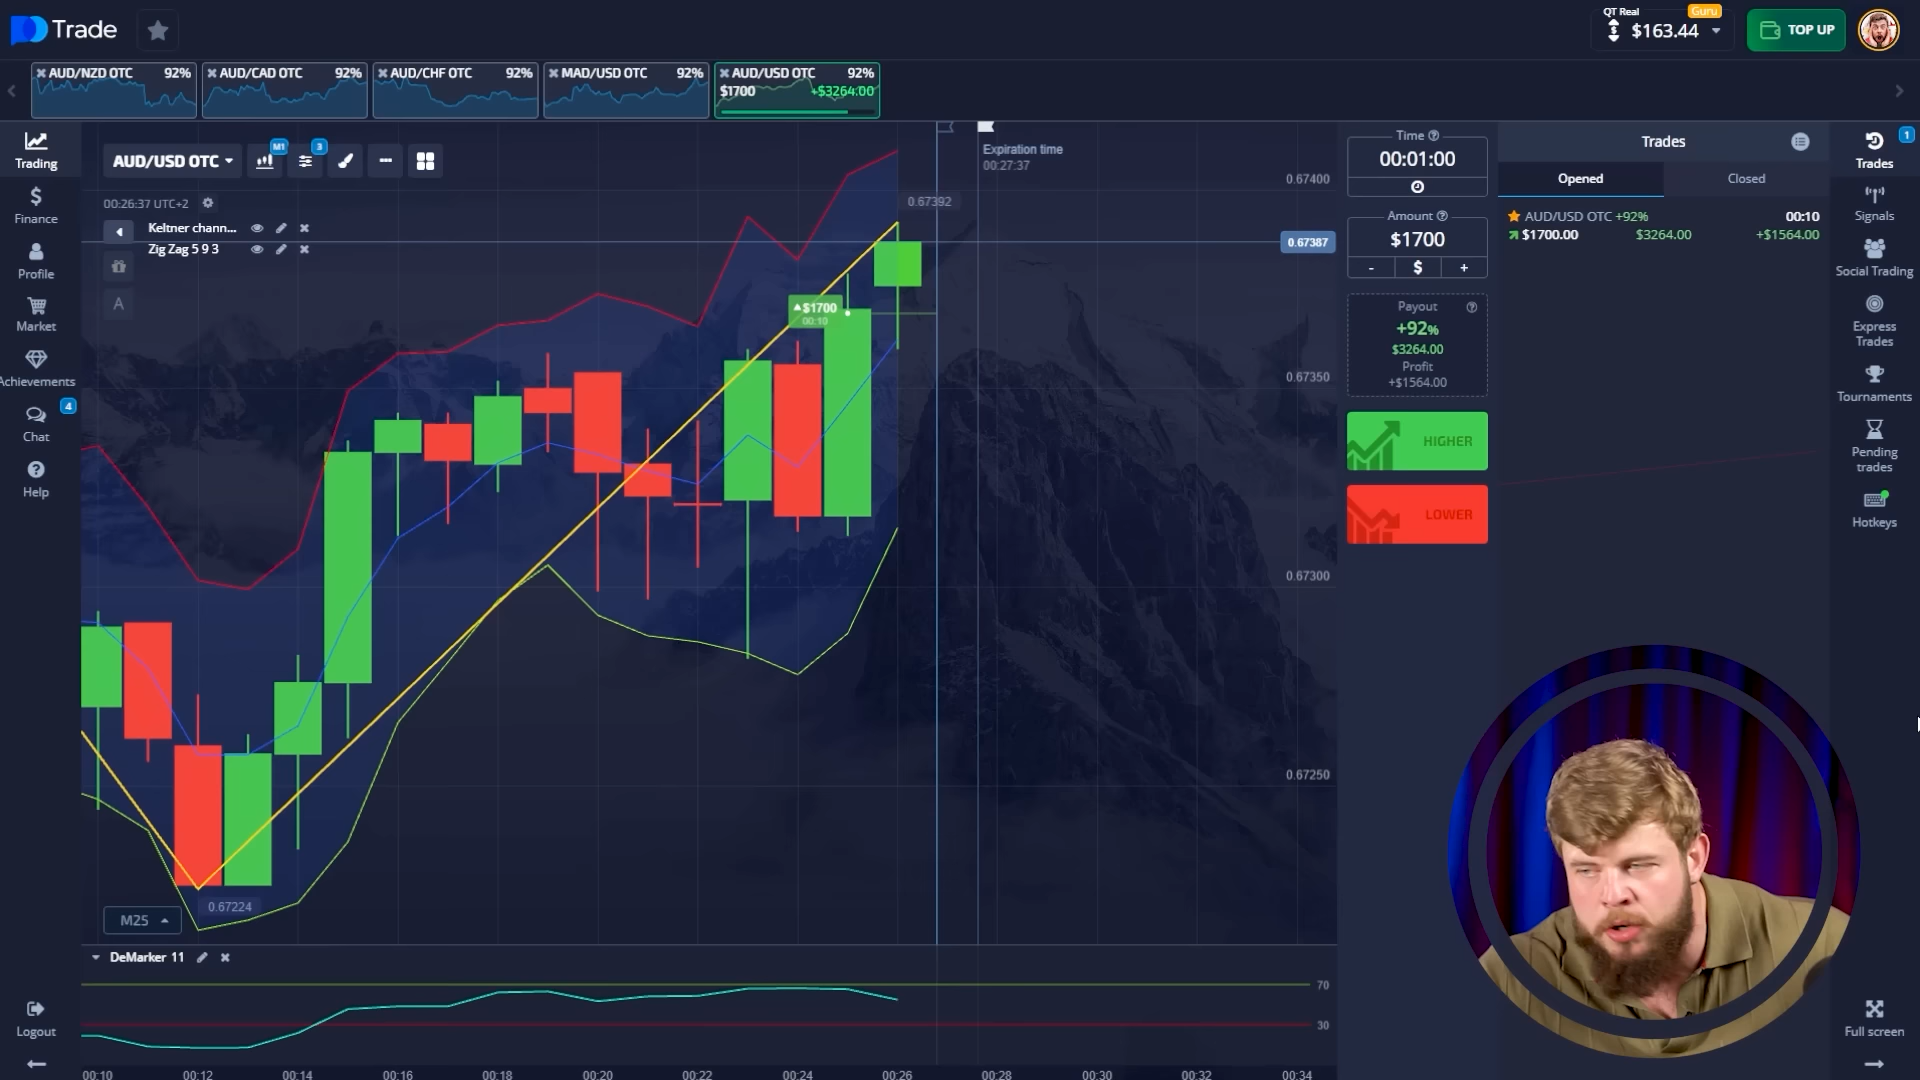 Trade
QT Real
Guru
$163.44
TOP UP
AUD/NZD OTC 92%
AUD/CAD OTC 92%
AUD/CHF OTC 92%
MAD/USD OTC 92%
AUD/USD OTC 92%
$1700 +$3264.00
Trading
Finance
Profile
Market
Achievements
4
Chat
Help
Logout
AUD/USD OTC
M1
3
00:26:37 UTC+2
Keltner chann...
Zig Zag 5 9 3
A
Expiration time
00:27:37
0.67392
0.67400
0.67387
0.67350
0.67300
0.67250
$1700
00:10
0.67224
M25
DeMarker 11
70
30
00:10 00:12 00:14 00:16 00:18 00:20 00:22 00:24 00:26 00:28 00:30 00:32 00:34
Time
00:01:00
Amount
$1700
- $ +
Payout
+92%
$3264.00
Profit
+$1564.00
HIGHER
LOWER
Trades
Opened Closed
AUD/USD OTC +92% 00:10
$1700.00 $3264.00 +$1564.00
1
Trades
Signals
Social Trading
Express
Trades
Tournaments
Pending
trades
Hotkeys
Full screen